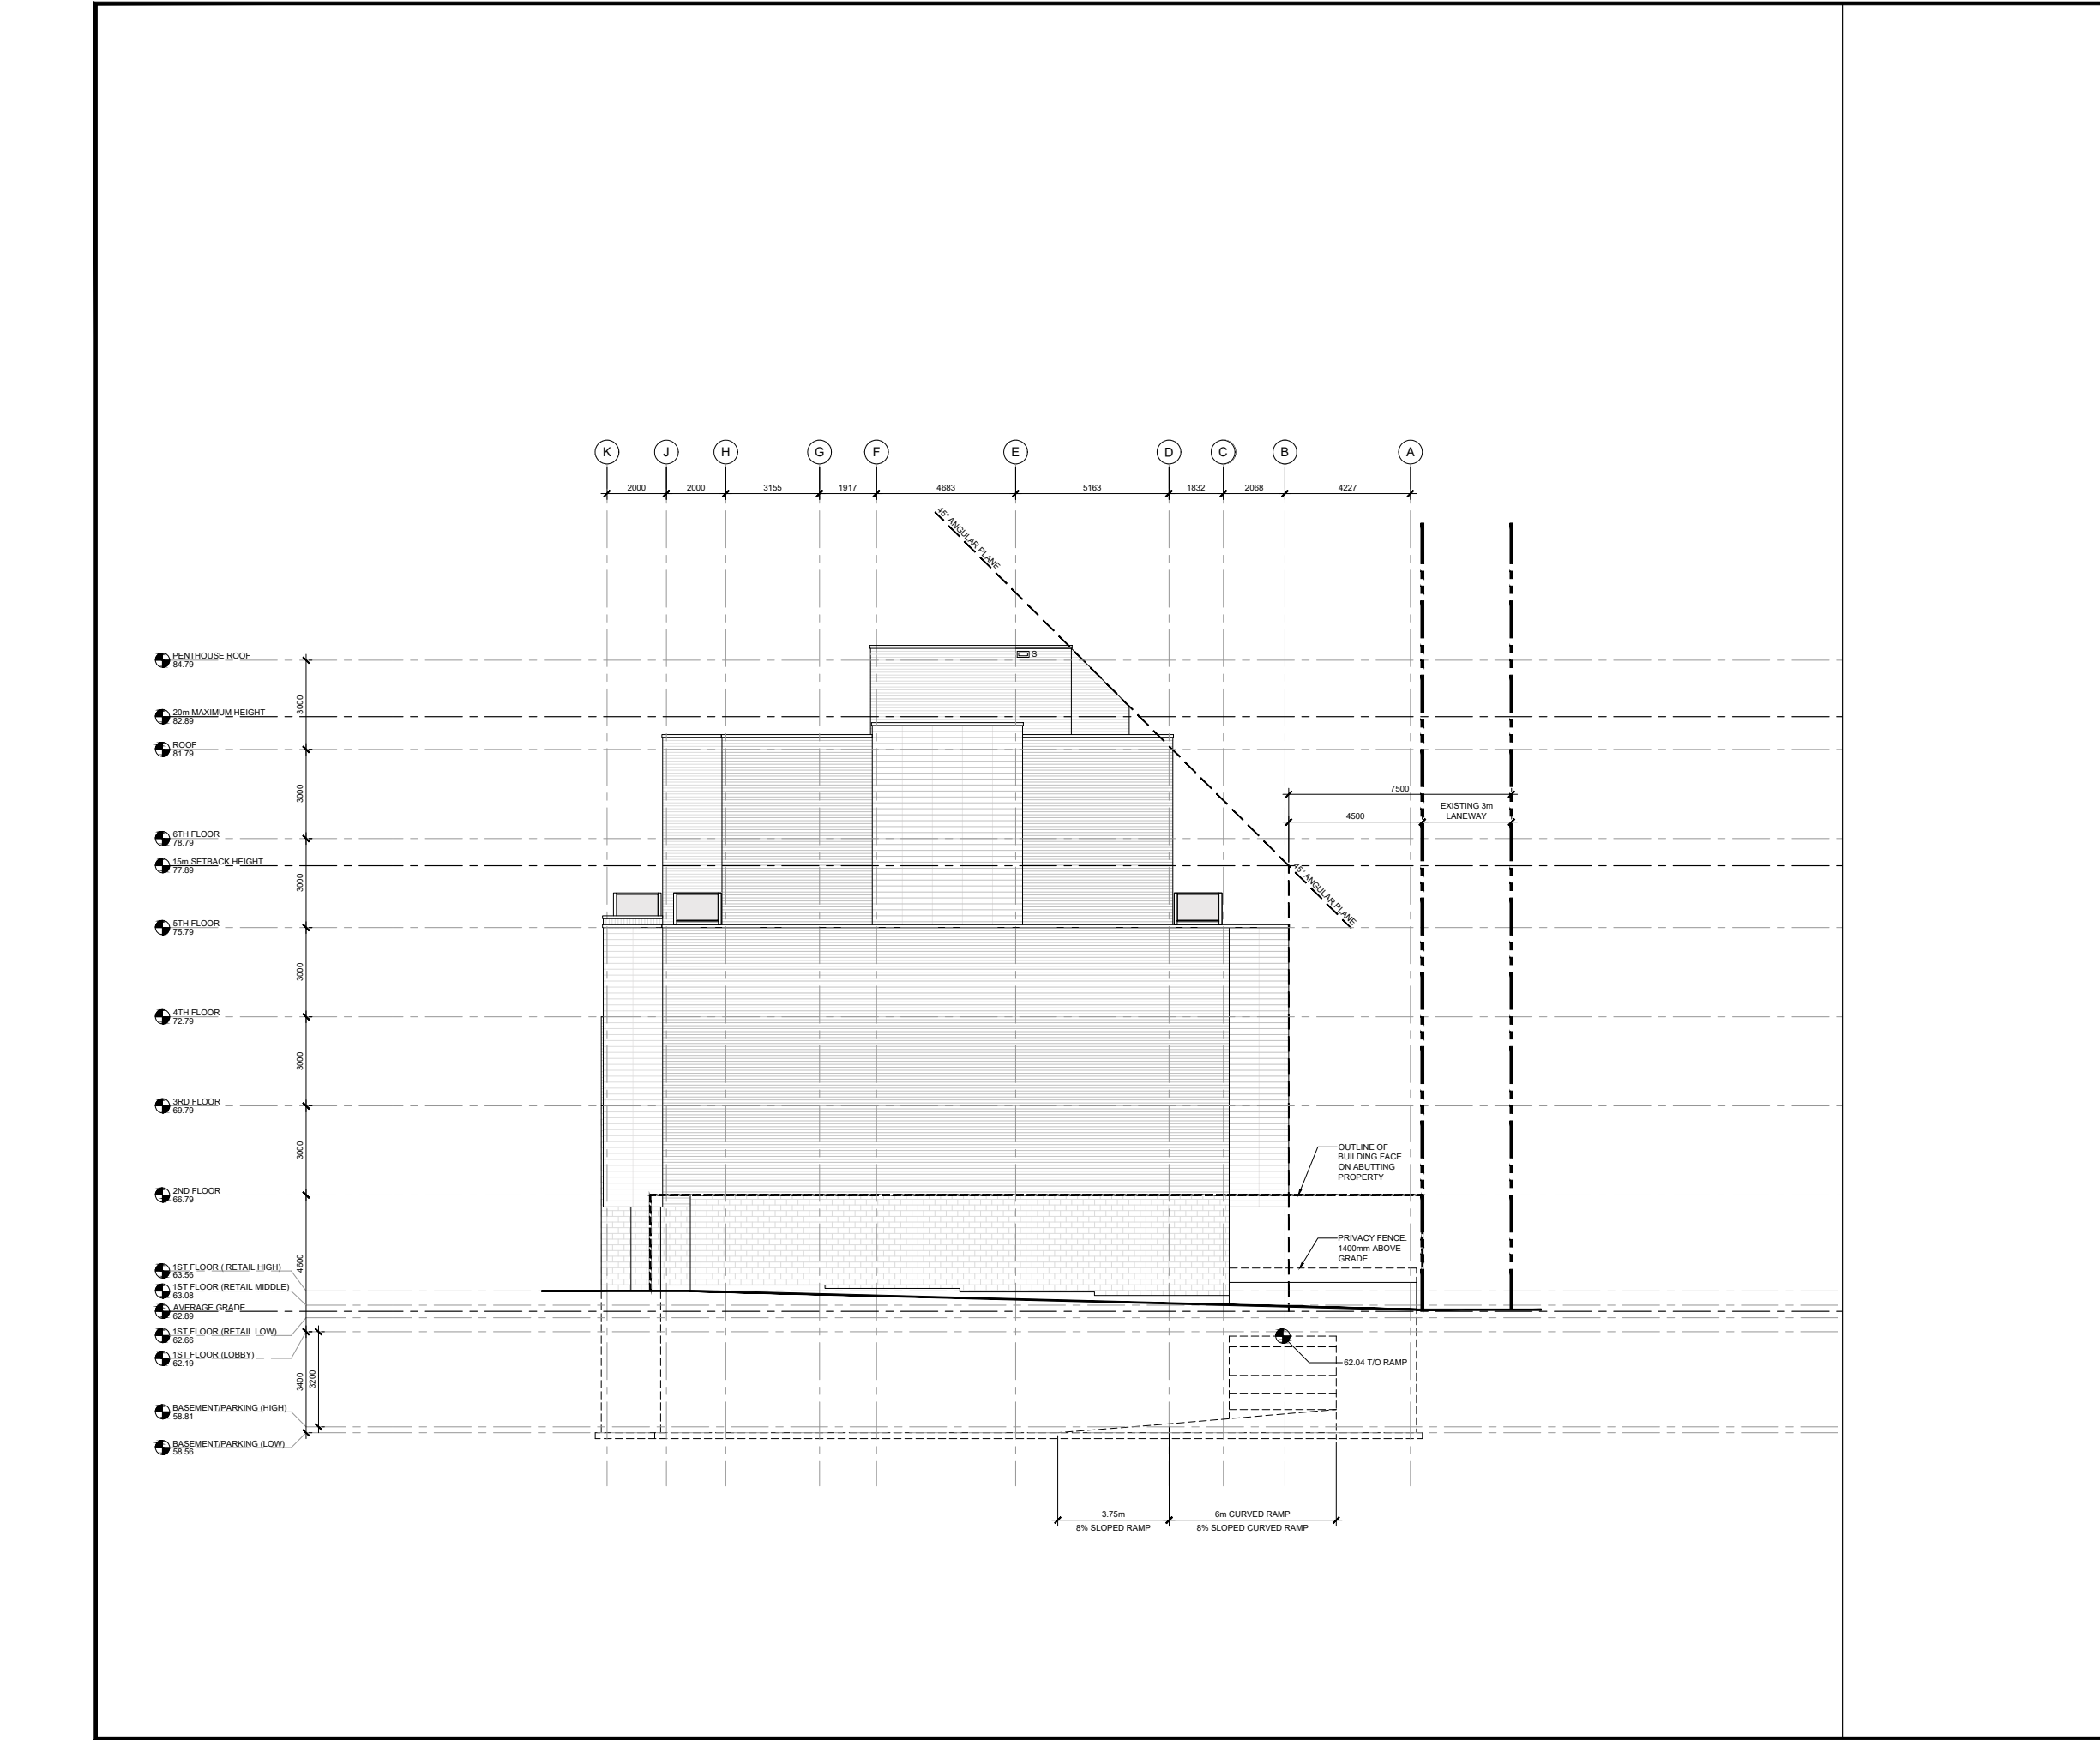 K J H G F E D C B A
2000 2000 3155 1917 4683 5163 1832 2068 4227
45° ANGULAR PLANE
S
PENTHOUSE ROOF
84.79
3000
20m MAXIMUM HEIGHT
82.89
ROOF
81.79
3000
7500
EXISTING 3m
LANEWAY
4500
6TH FLOOR
78.79
15m SETBACK HEIGHT
77.89
45° ANGULAR PLANE
3000
5TH FLOOR
75.79
3000
4TH FLOOR
72.79
3000
3RD FLOOR
69.79
3000
OUTLINE OF
BUILDING FACE
ON ABUTTING
PROPERTY
2ND FLOOR
66.79
4600
PRIVACY FENCE.
1400mm ABOVE
GRADE
1ST FLOOR ( RETAIL HIGH)
63.56
1ST FLOOR (RETAIL MIDDLE)
63.08
AVERAGE GRADE
62.89
1ST FLOOR (RETAIL LOW)
62.66
1ST FLOOR (LOBBY)
62.19
62.04 T/O RAMP
3400
3200
BASEMENT/PARKING (HIGH)
58.81
BASEMENT/PARKING (LOW)
58.56
3.75m
8% SLOPED RAMP
6m CURVED RAMP
8% SLOPED CURVED RAMP